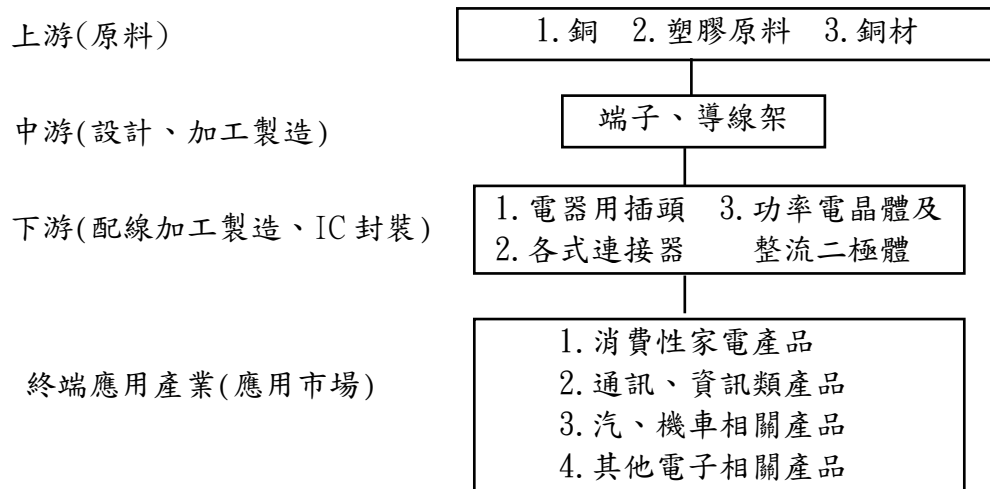 上游(原料)
1.銅 2.塑膠原料 3.銅材
中游(設計、加工製造)
端子、導線架
下游(配線加工製造、IC封裝)
1.電器用插頭 3.功率電晶體及
2.各式連接器 整流二極體
終端應用產業(應用市場)
1.消費性家電產品
2.通訊、資訊類產品
3.汽、機車相關產品
4.其他電子相關產品